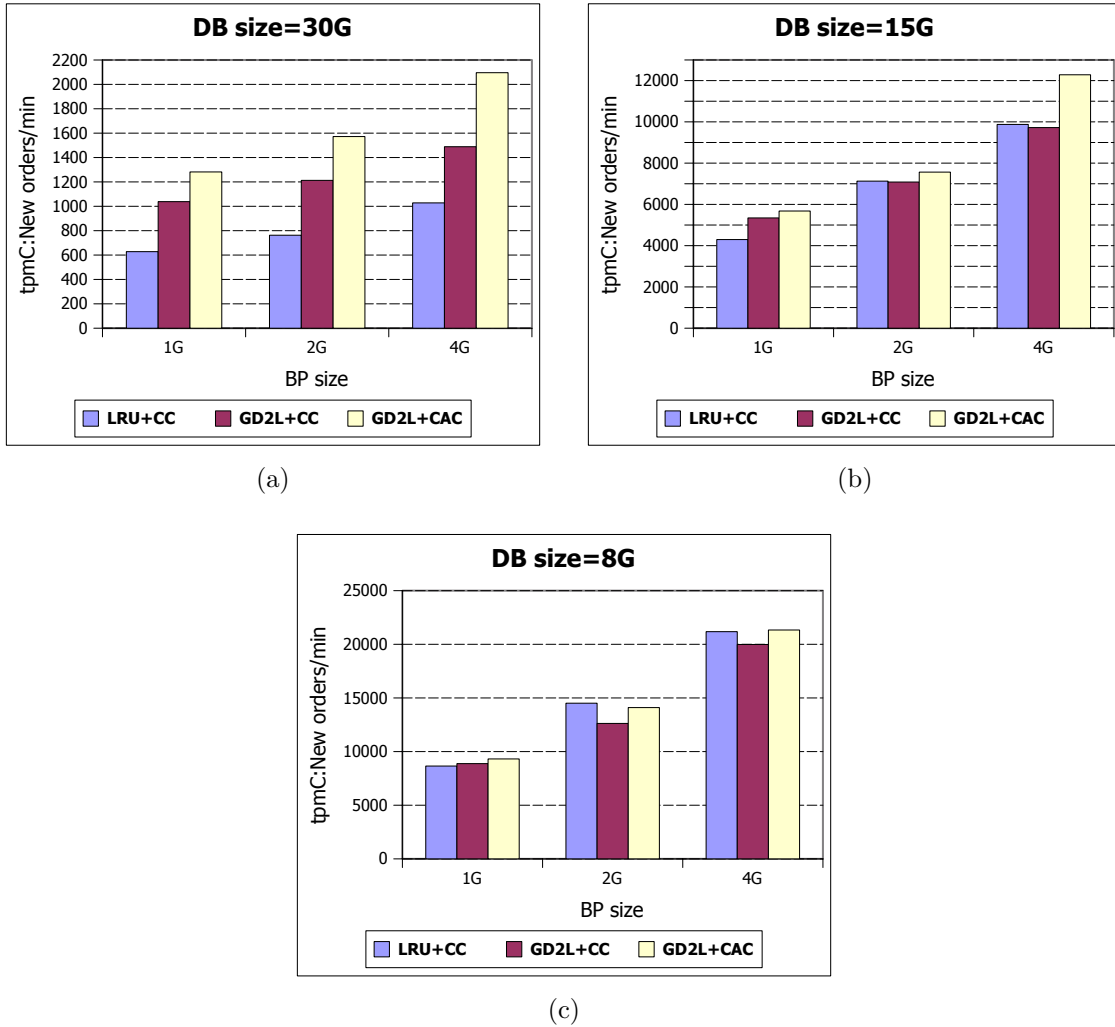 DB size=30G
tpmC:New orders/min
2200
2000
1800
1600
1400
1200
1000
800
600
400
200
0
1G 2G 4G
BP size
LRU+CC GD2L+CC GD2L+CAC
(a)
DB size=15G
tpmC:New orders/min
12000
10000
8000
6000
4000
2000
0
1G 2G 4G
BP size
LRU+CC GD2L+CC GD2L+CAC
(b)
DB size=8G
tpmC:New orders/min
25000
20000
15000
10000
5000
0
1G 2G 4G
BP size
LRU+CC GD2L+CC GD2L+CAC
(c)